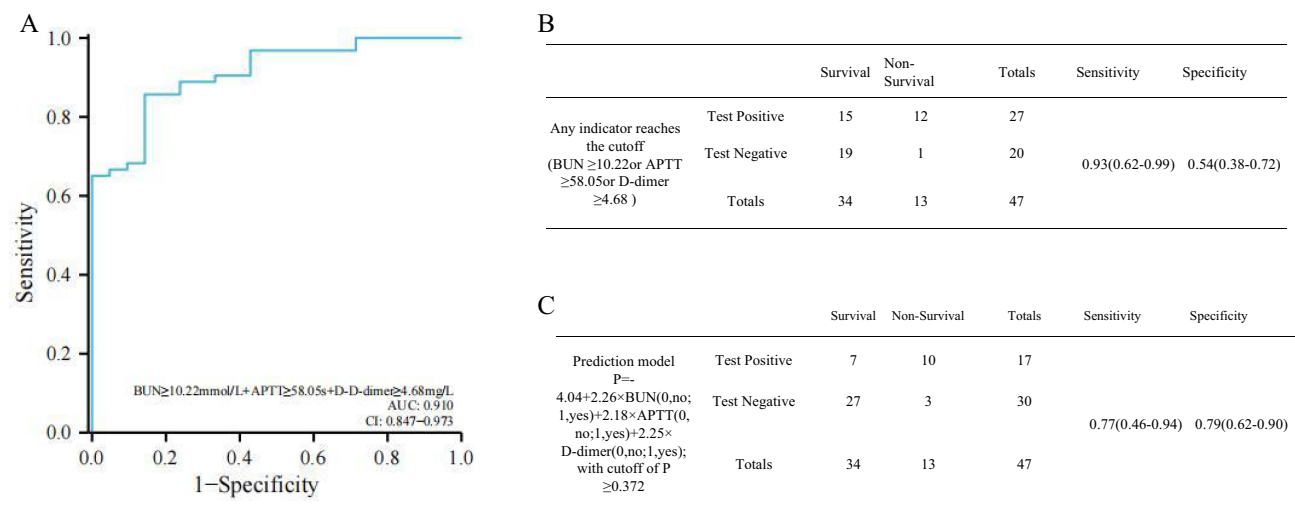 A
1.0
0.8
0.6
0.4
0.2
0.0
Sensitivity
BUN≥10.22mmol/L+APTT≥58.05s+D-D-dimer≥4.68mg/L
AUC: 0.910
CI: 0.847−0.973
0.0 0.2 0.4 0.6 0.8 1.0
1−Specificity
B
Survival Non-Survival Totals Sensitivity Specificity
Any indicator reaches
the cutoff
(BUN ≥10.22or APTT
≥58.05or D-dimer
≥4.68 )
Test Positive 15 12 27
Test Negative 19 1 20
0.93(0.62-0.99) 0.54(0.38-0.72)
Totals 34 13 47
C
Survival Non-Survival Totals Sensitivity Specificity
Prediction model
P=-
4.04+2.26×BUN(0,no;
1,yes)+2.18×APTT(0,
no;1,yes)+2.25×
D-dimer(0,no;1,yes);
with cutoff of P
≥0.372
Test Positive 7 10 17
Test Negative 27 3 30
0.77(0.46-0.94) 0.79(0.62-0.90)
Totals 34 13 47